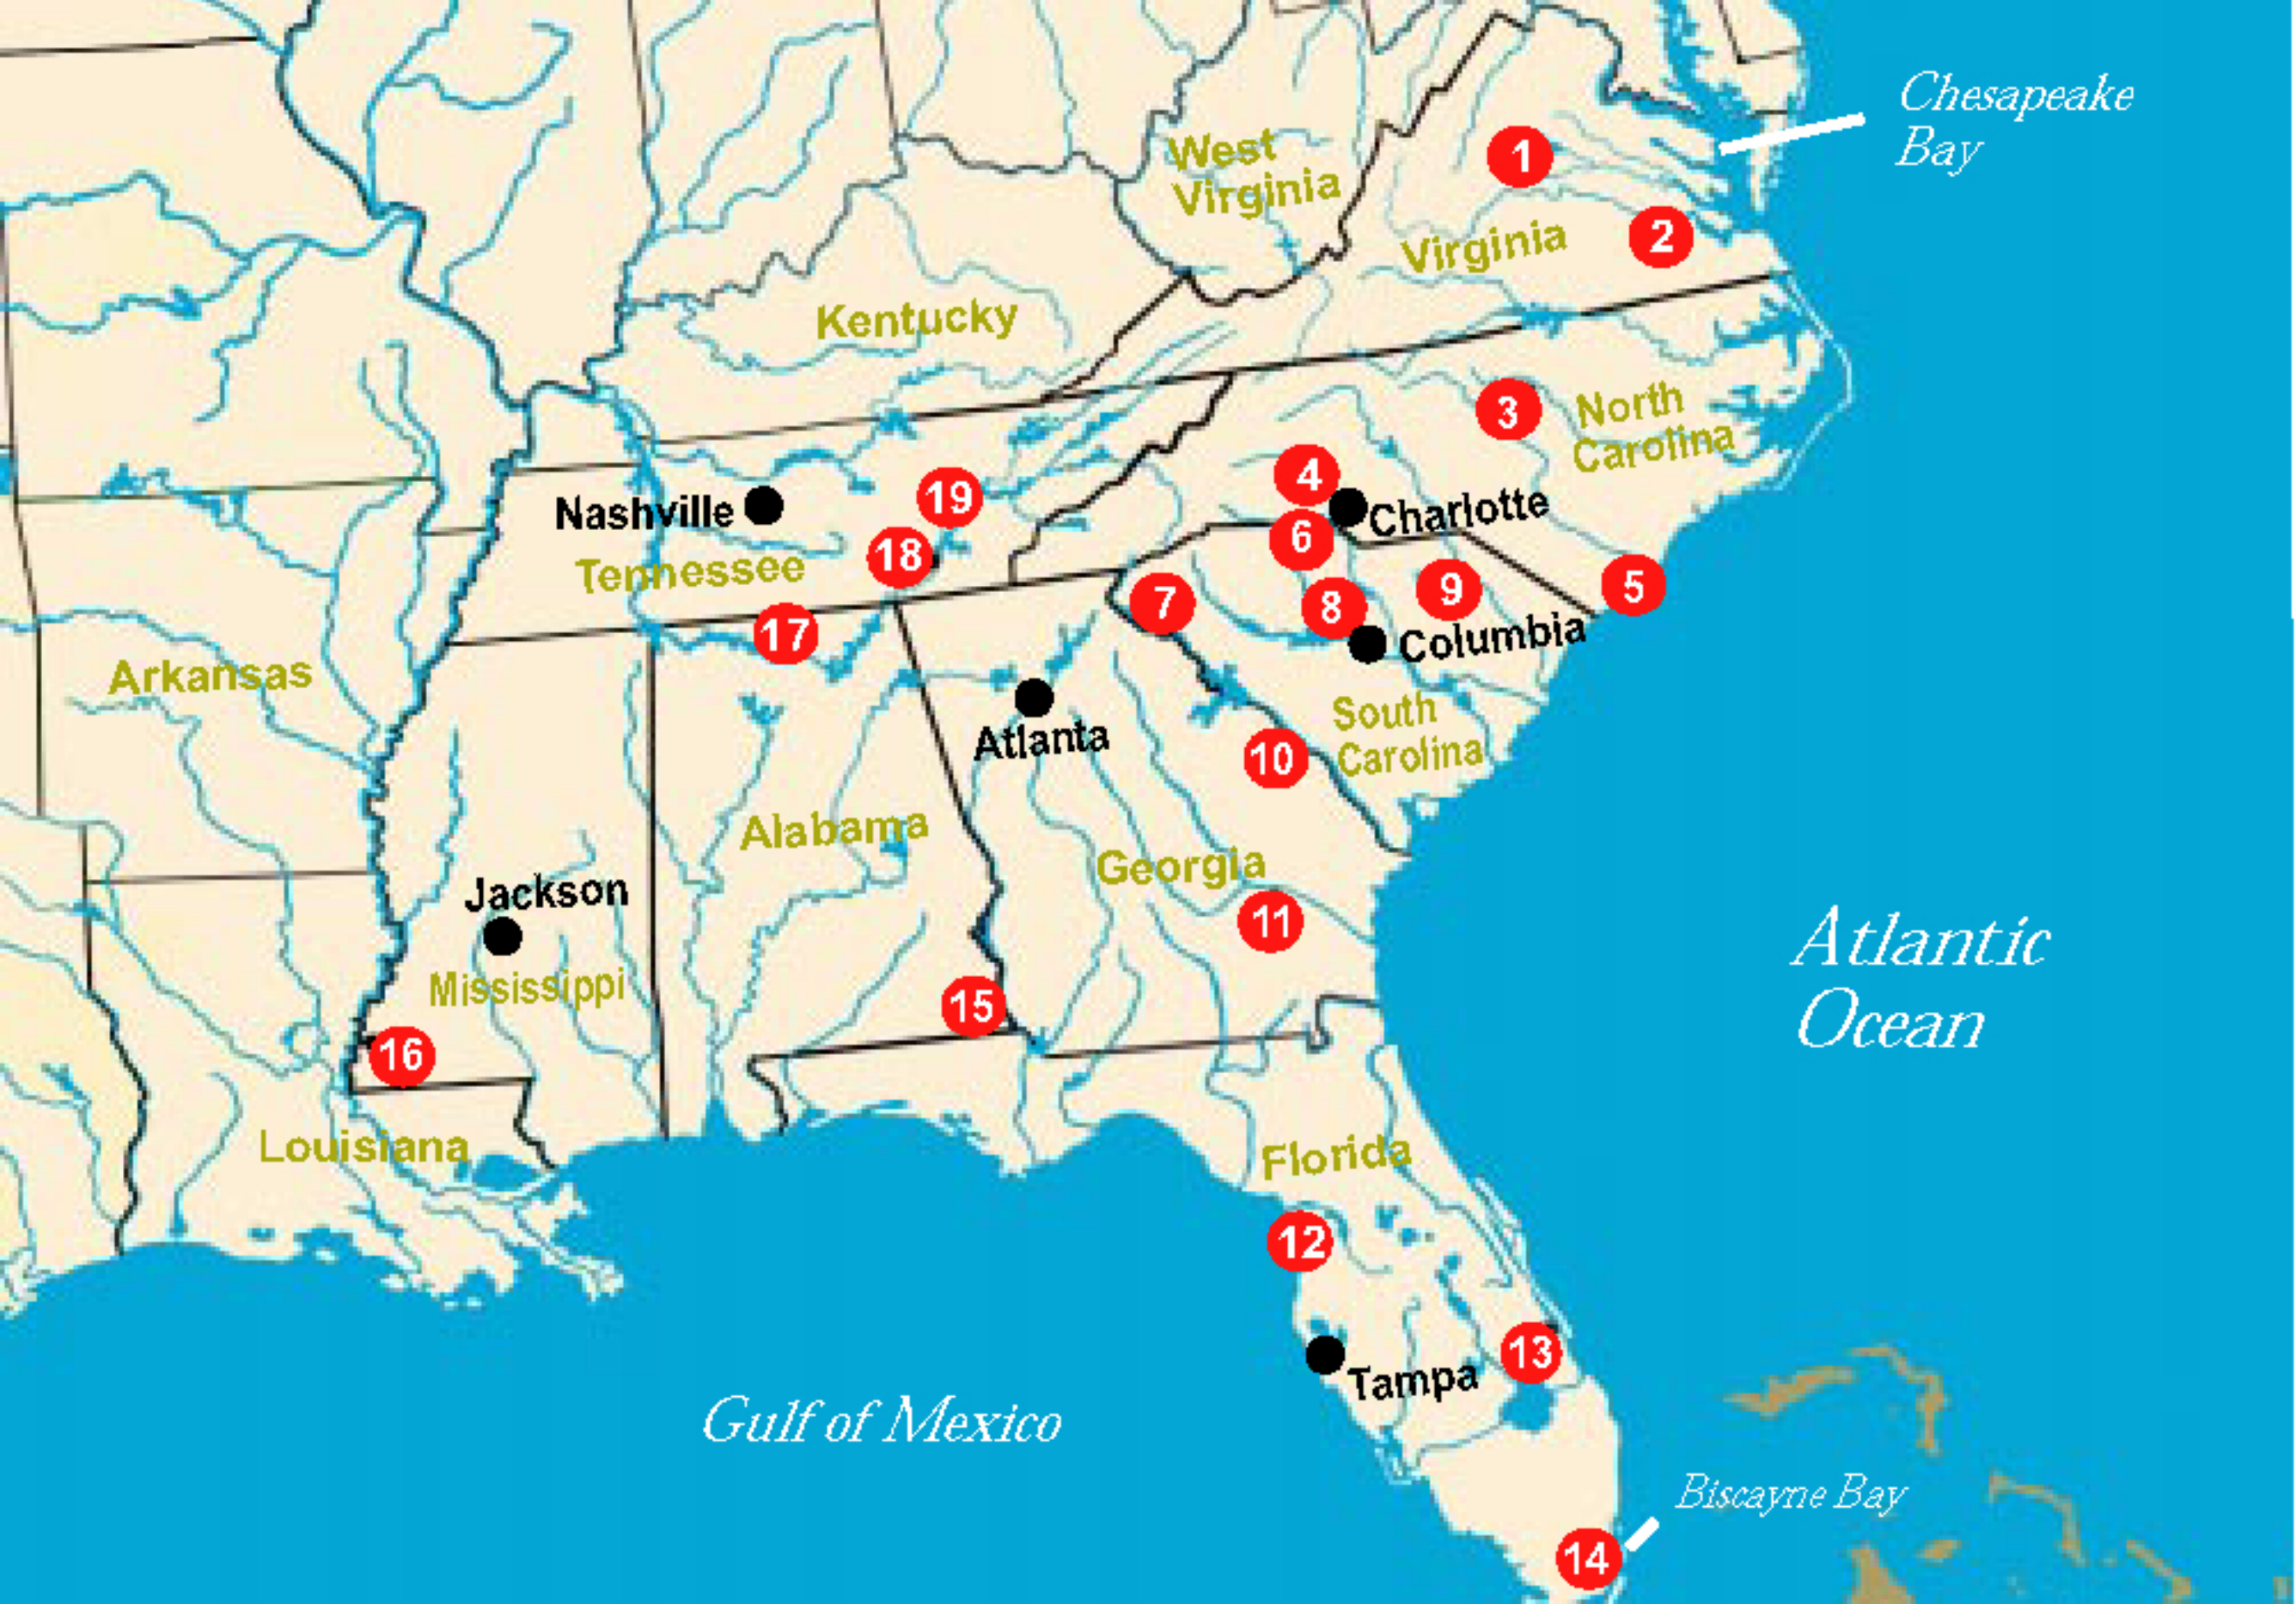 Chesapeake
Bay
West
Virginia
1
2
Virginia
Kentucky
3
North
Carolina
4
Nashville
19
Charlotte
18
6
Tennessee
9
5
7
8
17
Columbia
Arkansas
Atlanta
South
Carolina
10
Alabama
Georgia
Jackson
11
Mississippi
Atlantic
Ocean
15
16
Louisiana
Florida
12
13
Tampa
Gulf of Mexico
Biscayne Bay
14